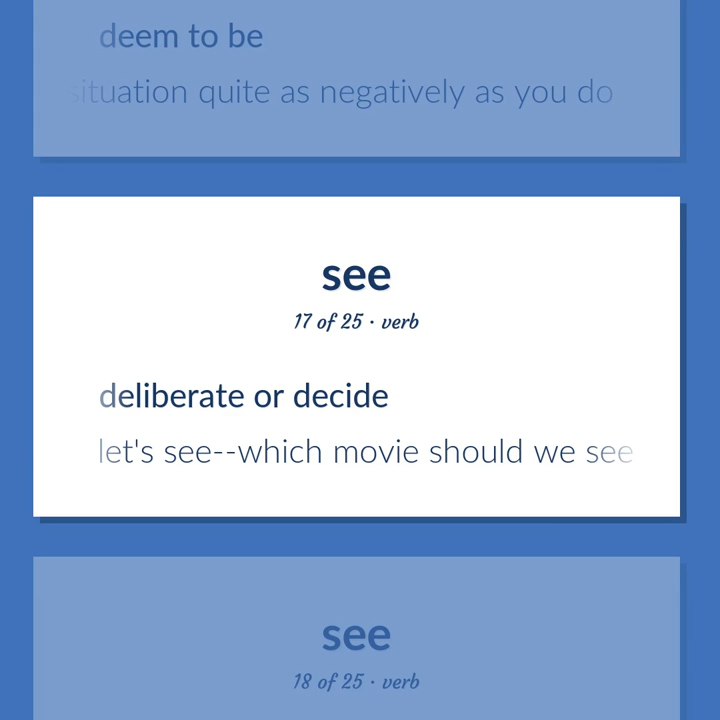 deem to be
situation quite as negatively as you do
see
17 of 25 · verb
deliberate or decide
let's see--which movie should we see
see
18 of 25 · verb